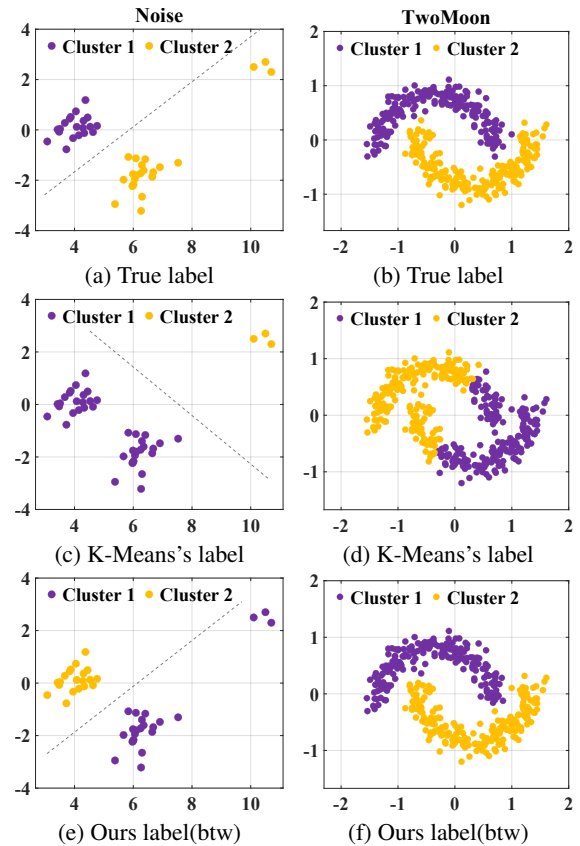 Noise
TwoMoon
4
Cluster 1 Cluster 2
2
0
-2
-4
4 6 8 10
(a) True label
2
Cluster 1 Cluster 2
1
0
-1
-2 -1 0 1 2
(b) True label
4
Cluster 1 Cluster 2
2
0
-2
-4
4 6 8 10
(c) K-Means's label
2
Cluster 1 Cluster 2
1
0
-1
-2 -1 0 1 2
(d) K-Means's label
4
Cluster 1 Cluster 2
2
0
-2
-4
4 6 8 10
(e) Ours label(btw)
2
Cluster 1 Cluster 2
1
0
-1
-2 -1 0 1 2
(f) Ours label(btw)